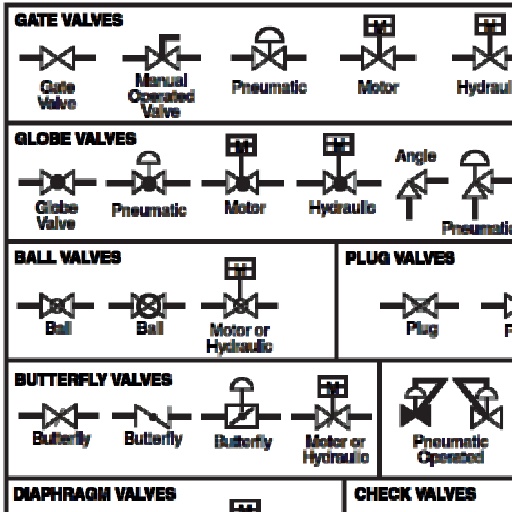 GATE VALVES
M
H
Gate
Valve
Manual
Operated
Valve
Pneumatic
Motor
Hydraul
GLOBE VALVES
M
H
Angle
Globe
Valve
Pneumatic
Motor
Hydraulic
Pneumatic
BALL VALVES
PLUG VALVES
Ball
Ball
Motor or
Hydraulic
Plug
BUTTERFLY VALVES
M
Butterfly
Butterfly
Butterfly
Motor or
Hydraulic
Pneumatic
Operated
DIAPHRAGM VALVES
CHECK VALVES